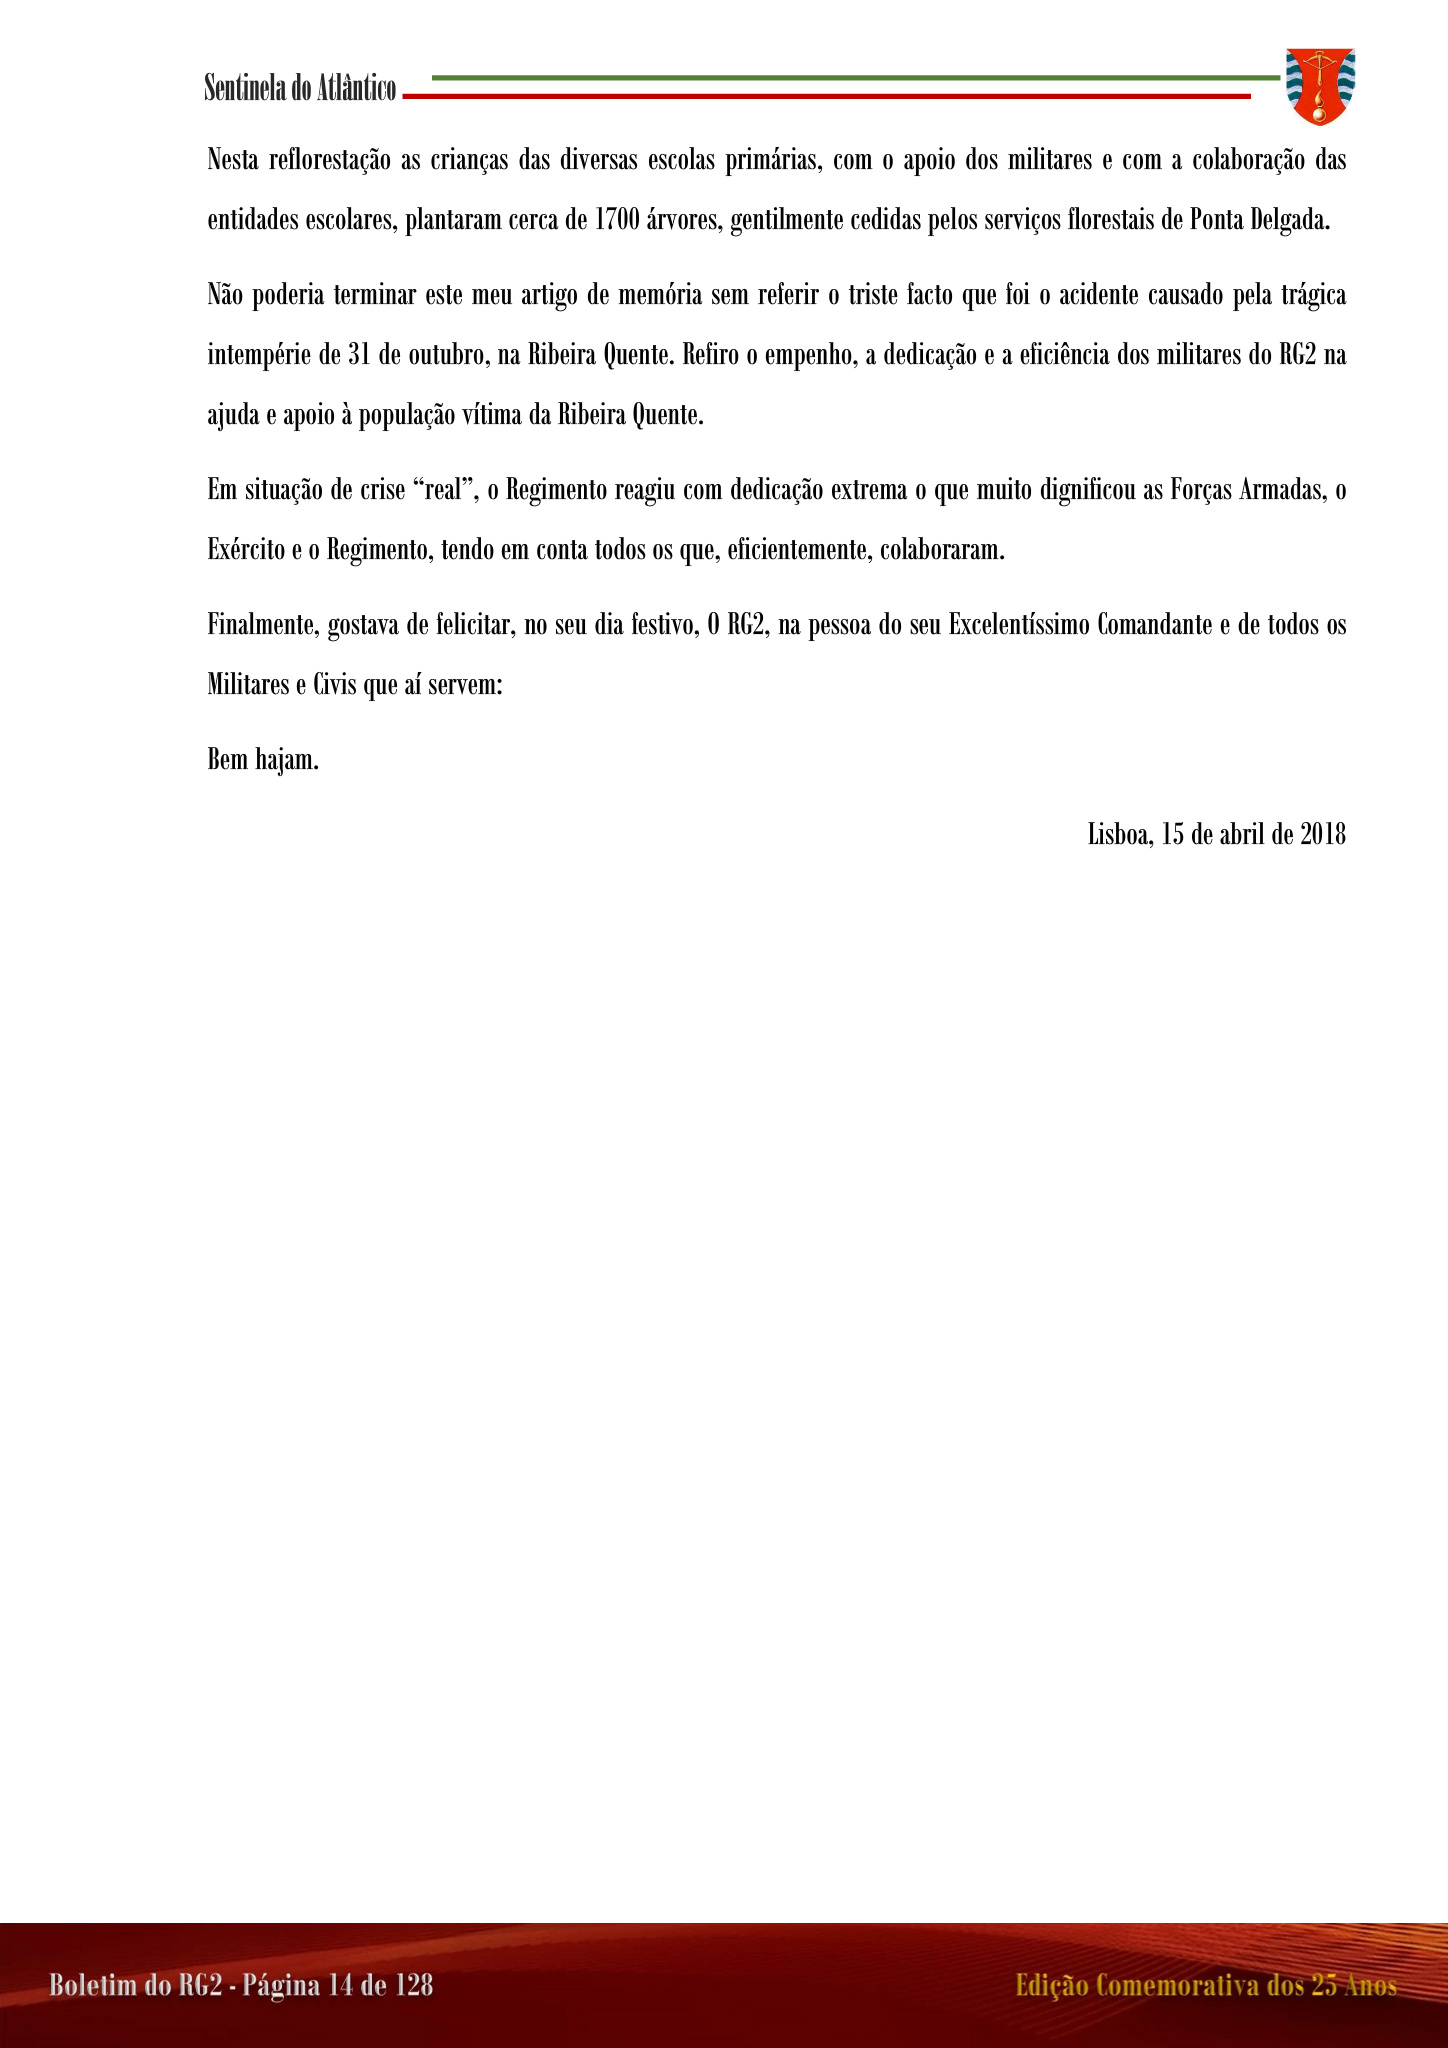 Sentinela do Atlântico
Nesta reflorestação as crianças das diversas escolas primárias, com o apoio dos militares e com a colaboração das
entidades escolares, plantaram cerca de 1700 árvores, gentilmente cedidas pelos serviços florestais de Ponta Delgada.
Não poderia terminar este meu artigo de memória sem referir o triste facto que foi o acidente causado pela trágica
intempérie de 31 de outubro, na Ribeira Quente. Refiro o empenho, a dedicação e a eficiência dos militares do RG2 na
ajuda e apoio à população vítima da Ribeira Quente.
Em situação de crise “real”, o Regimento reagiu com dedicação extrema o que muito dignificou as Forças Armadas, o
Exército e o Regimento, tendo em conta todos os que, eficientemente, colaboraram.
Finalmente, gostava de felicitar, no seu dia festivo, O RG2, na pessoa do seu Excelentíssimo Comandante e de todos os
Militares e Civis que aí servem:
Bem hajam.
Lisboa, 15 de abril de 2018
Boletim do RG2 - Página 14 de 128
Edição Comemorativa dos 25 Anos